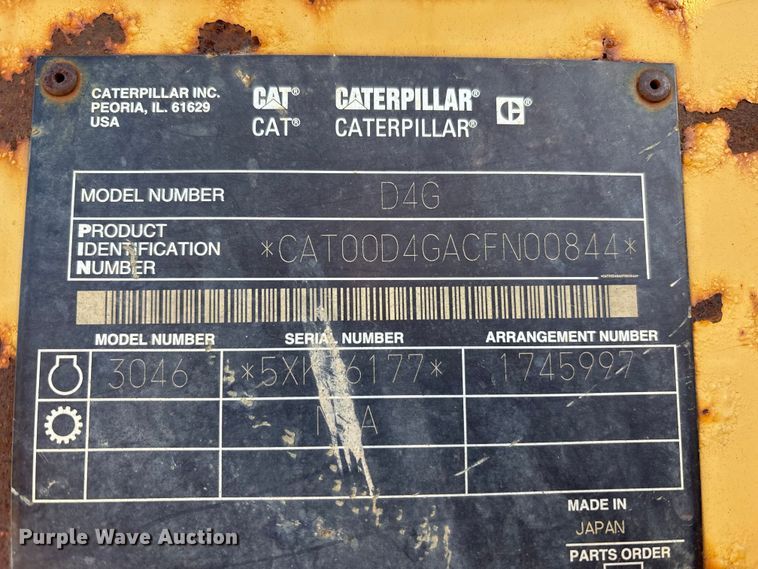 CATERPILLAR INC.
PEORIA, IL. 61629
USA
CAT® CATERPILLAR® C®
CAT® CATERPILLAR®
MODEL NUMBER D4G
PRODUCT
IDENTIFICATION
NUMBER
*CAT00D4GACFN00844*
MODEL NUMBER SERIAL NUMBER ARRANGEMENT NUMBER
3046 1745997
MADE IN
JAPAN
PARTS ORDER
Purple Wave Auction